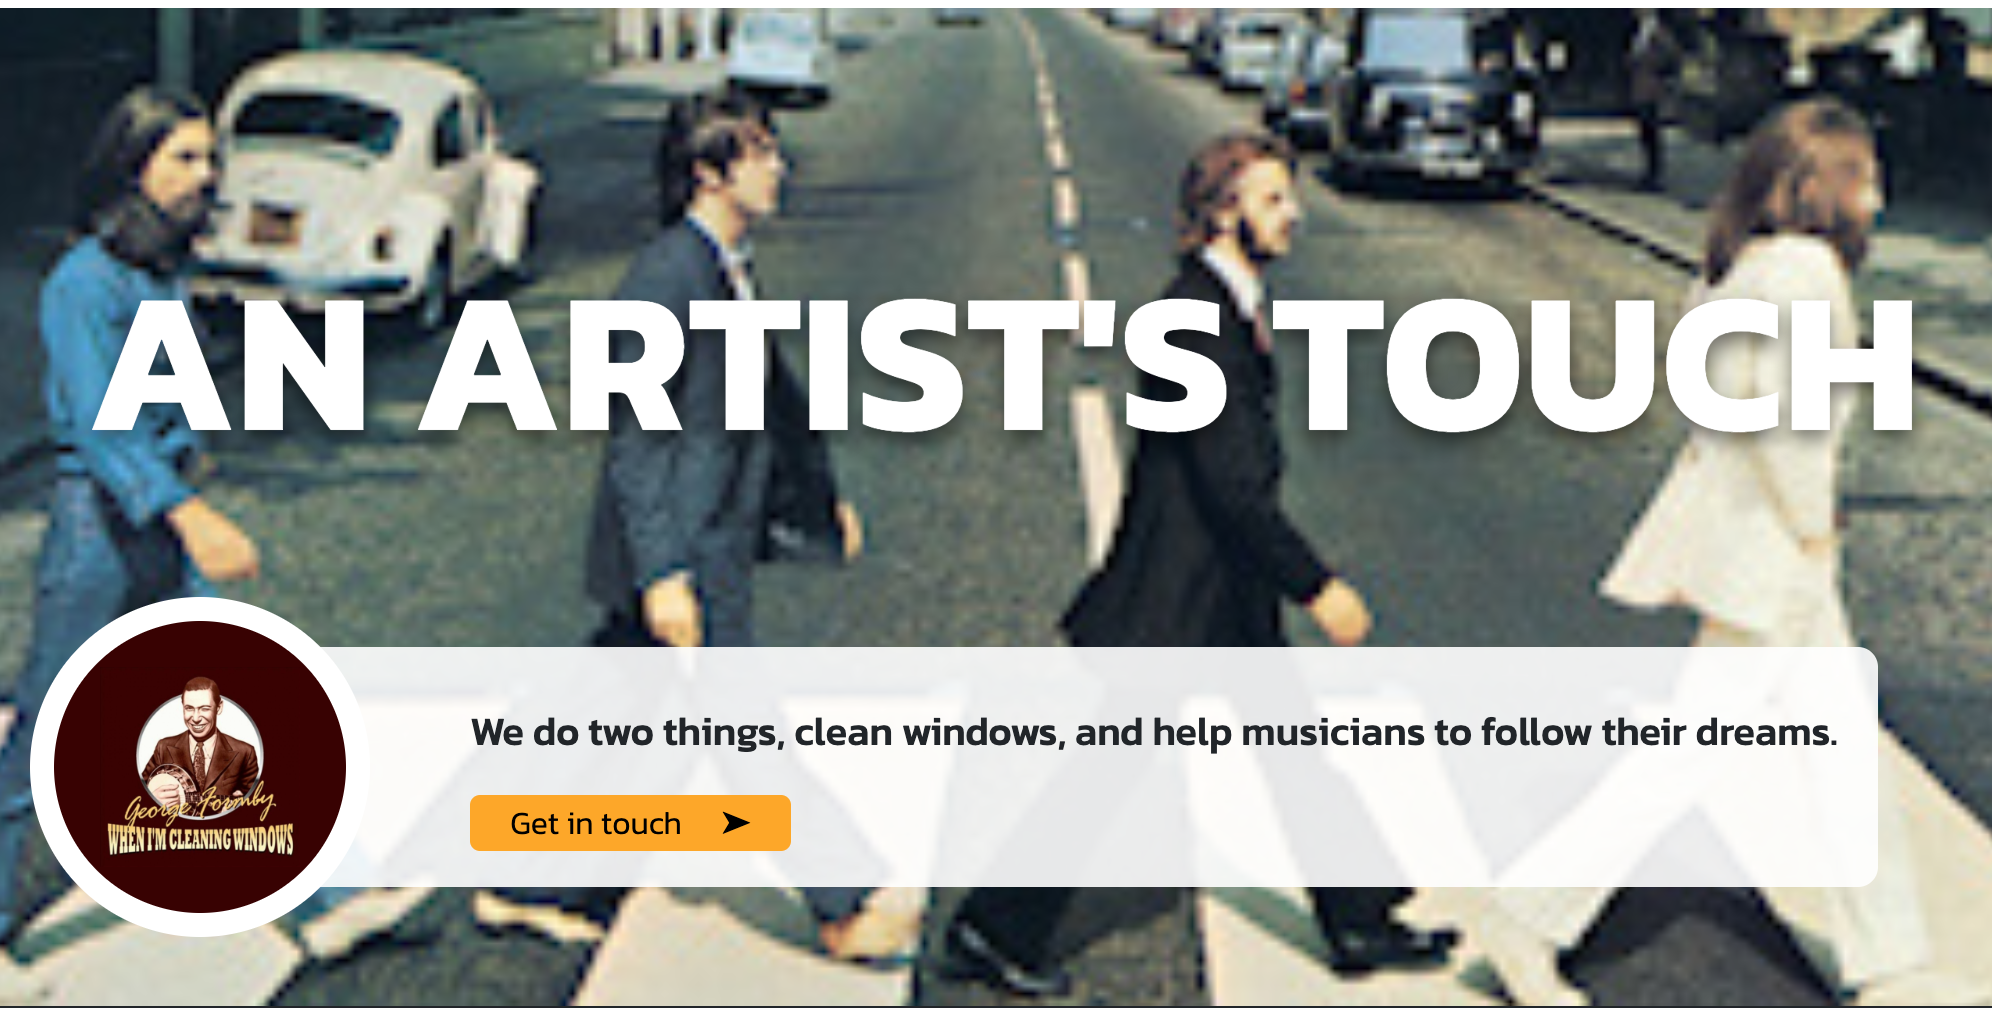 AN ARTIST'S TOUCH
We do two things, clean windows, and help musicians to follow their dreams.
Get in touch
George Formby
WHEN I'M CLEANING WINDOWS